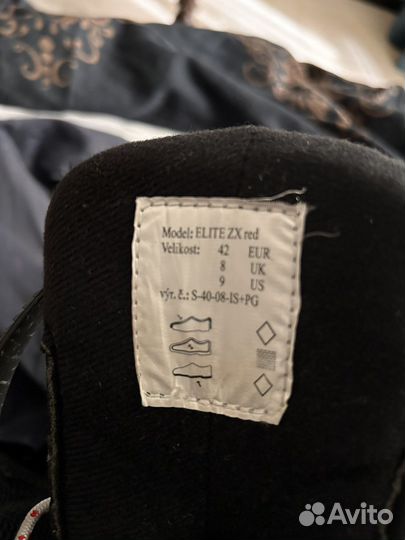 Model: ELITE ZX red
Velikost: 42 EUR
8 UK
9 US
výr. č.: S-40-08-IS+PG
Avito